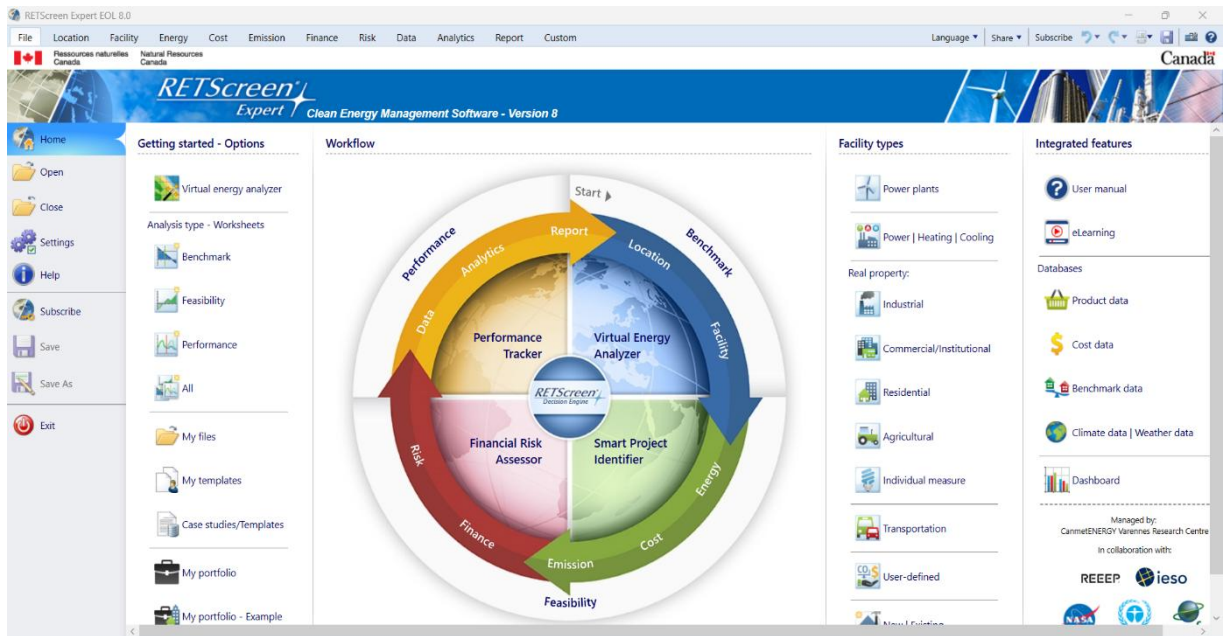 RETScreen Expert EOL 8.0
File Location Facility Energy Cost Emission Finance Risk Data Analytics Report Custom Language Share Subscribe
Ressources naturelles Canada
Natural Resources Canada
Canada
RETScreen
Expert
Clean Energy Management Software - Version 8
Home
Open
Close
Settings
Help
Subscribe
Save
Save As
Exit
Getting started - Options
Virtual energy analyzer
Analysis type - Worksheets
Benchmark
Feasibility
Performance
All
My files
My templates
Case studies/Templates
My portfolio
My portfolio - Example
Workflow
Start
Performance
Benchmark
Feasibility
Report
Location
Facility
Energy
Cost
Emission
Finance
Risk
Data
Analytics
Performance
Tracker
Virtual Energy
Analyzer
RETScreen
Decision Engine
Financial Risk
Assessor
Smart Project
Identifier
Facility types
Power plants
Power | Heating | Cooling
Real property:
Industrial
Commercial/Institutional
Residential
Agricultural
Individual measure
Transportation
User-defined
Integrated features
User manual
eLearning
Databases
Product data
Cost data
Benchmark data
Climate data | Weather data
Dashboard
Managed by:
CanmetENERGY Varennes Research Centre
In collaboration with:
REEEP
ieso
NASA